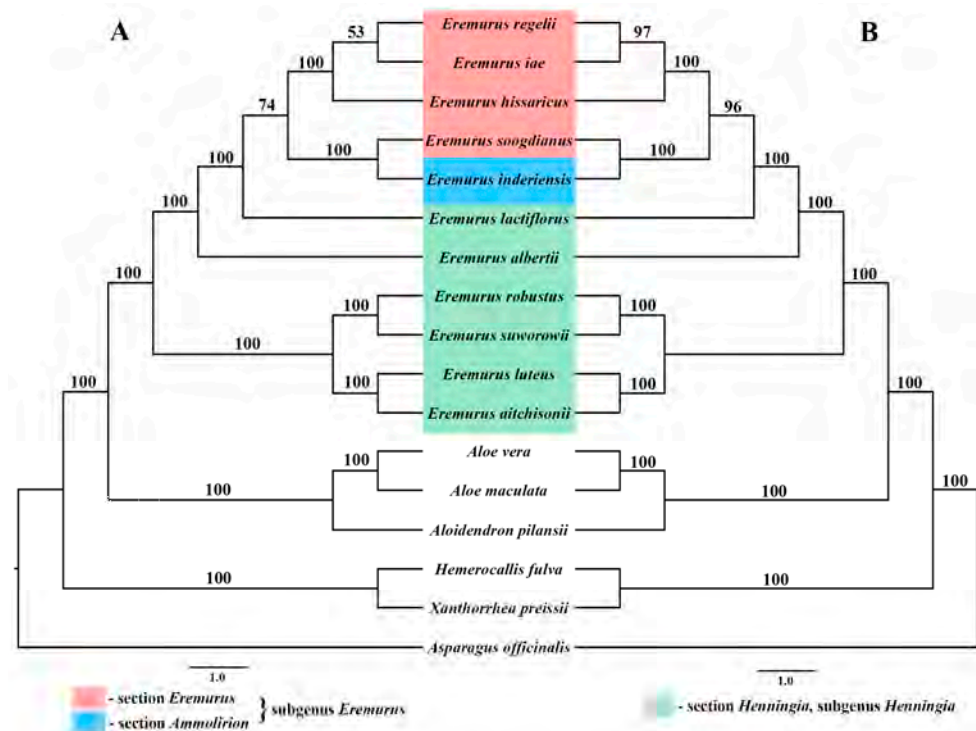 A B
Eremurus regelii
53 97
Eremurus iae
100 100
Eremurus hissaricus
74 96
Eremurus soogdianus
100 100
100 100
Eremurus inderiensis
100 100
Eremurus lactiflorus
Eremurus albertii
100 100
Eremurus robustus
100 100
Eremurus suworowii
100
Eremurus luteus
100 100
100 100
Eremurus aitchisonii
Aloe vera
100 100
100 100 100
Aloe maculata
Aloidendron pilansii
Hemerocallis fulva
100 100
Xanthorrhea preissii
Asparagus officinalis
1.0 1.0
- section Eremurus } subgenus Eremurus
- section Ammolirion
- section Henningia, subgenus Henningia